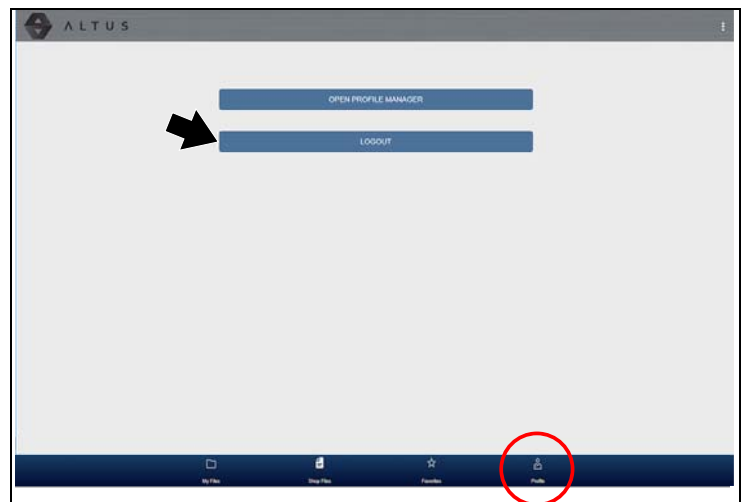 ALTUS
OPEN PROFILE MANAGER
LOGOUT
My Files
Shop Files
Favorites
Profile